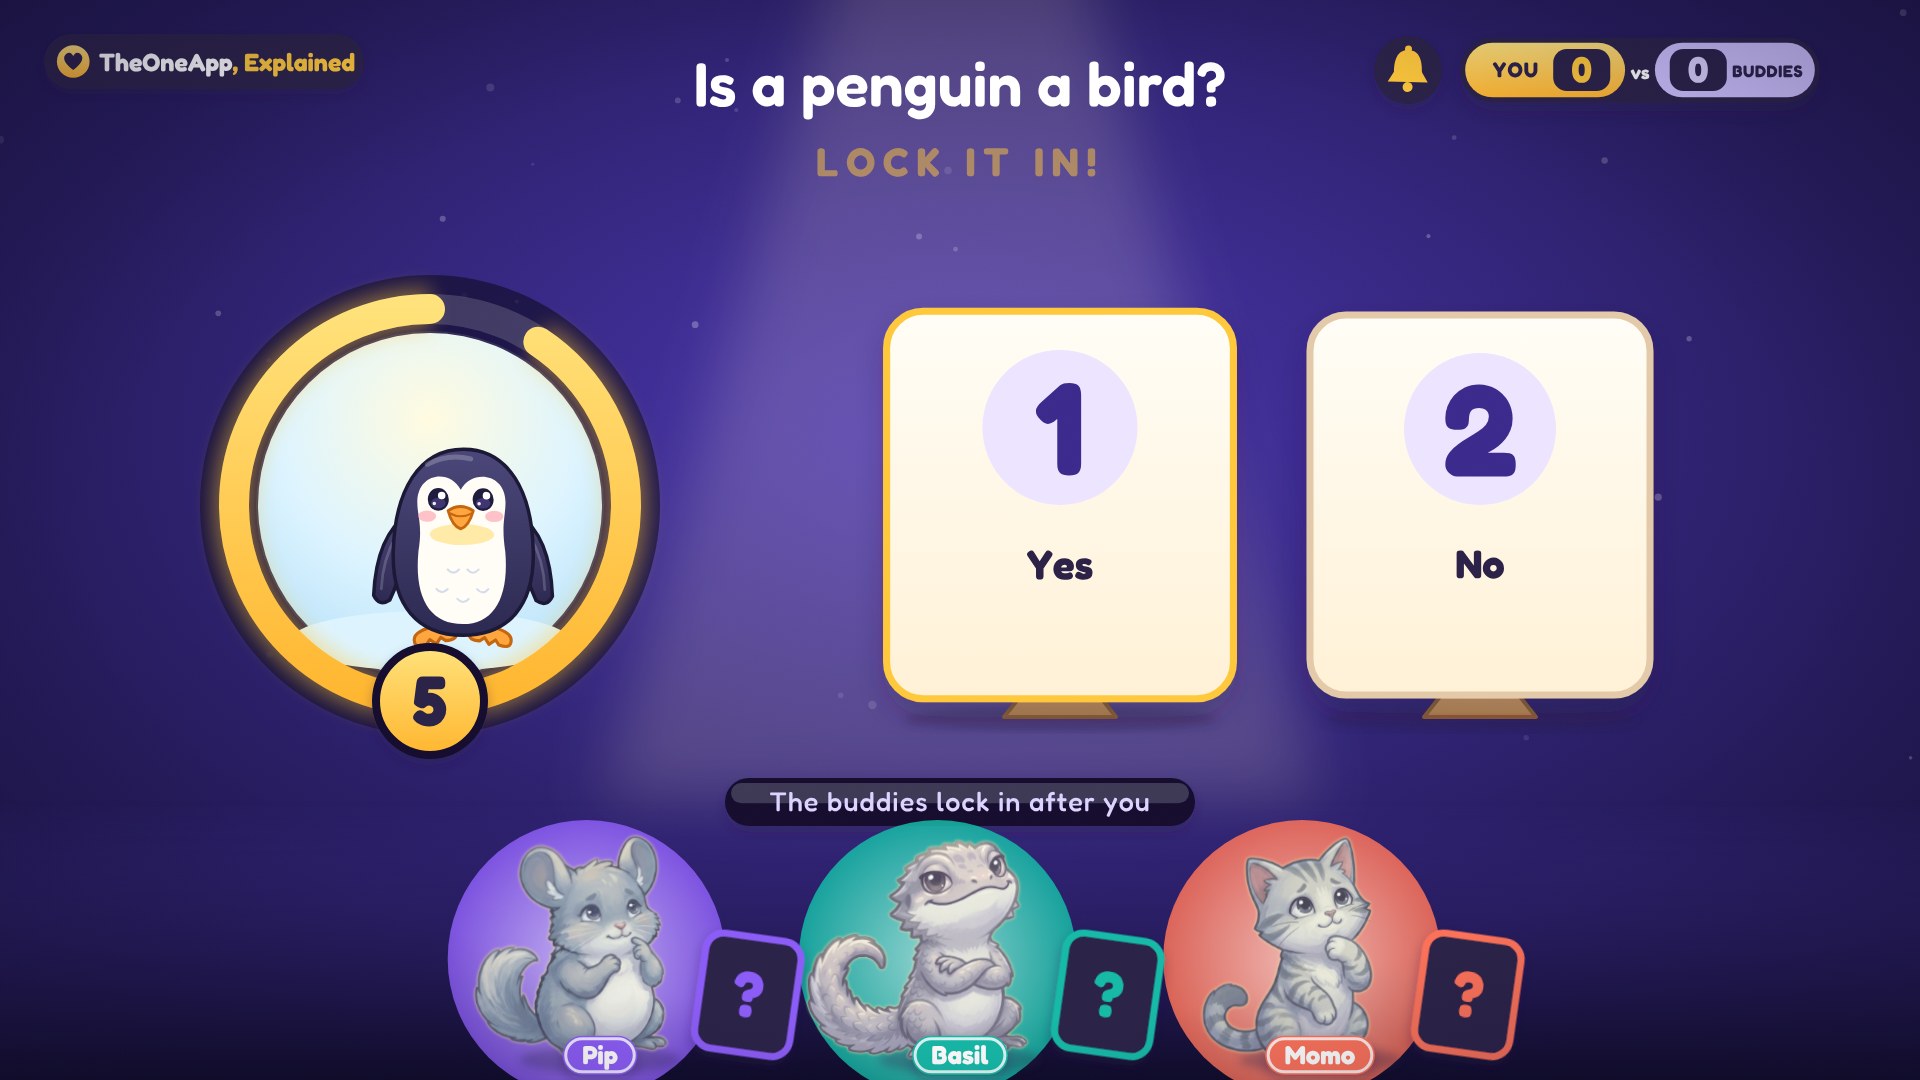 TheOneApp, Explained
Is a penguin a bird?
LOCK IT IN!
YOU 0 vs 0 BUDDIES
1
Yes
2
No
5
The buddies lock in after you
?
?
?
Pip
Basil
Momo